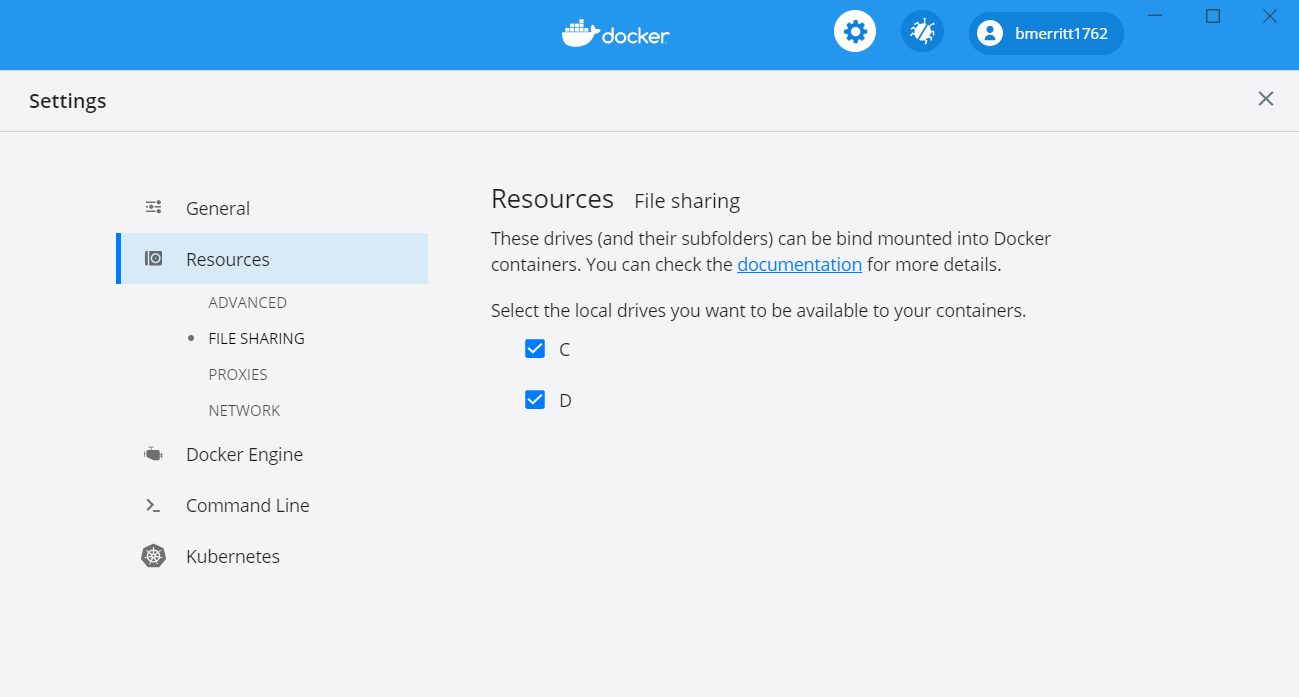 docker
bmerritt1762
Settings
General
Resources
ADVANCED
FILE SHARING
PROXIES
NETWORK
Docker Engine
Command Line
Kubernetes
Resources File sharing
These drives (and their subfolders) can be bind mounted into Docker
containers. You can check the documentation for more details.
Select the local drives you want to be available to your containers.
C
D